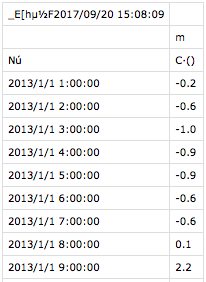 _E[hµ½F2017/09/20 15:08:09
m
Nú C·()
2013/1/1 1:00:00 -0.2
2013/1/1 2:00:00 -0.6
2013/1/1 3:00:00 -1.0
2013/1/1 4:00:00 -0.9
2013/1/1 5:00:00 -0.9
2013/1/1 6:00:00 -0.6
2013/1/1 7:00:00 -0.6
2013/1/1 8:00:00 0.1
2013/1/1 9:00:00 2.2